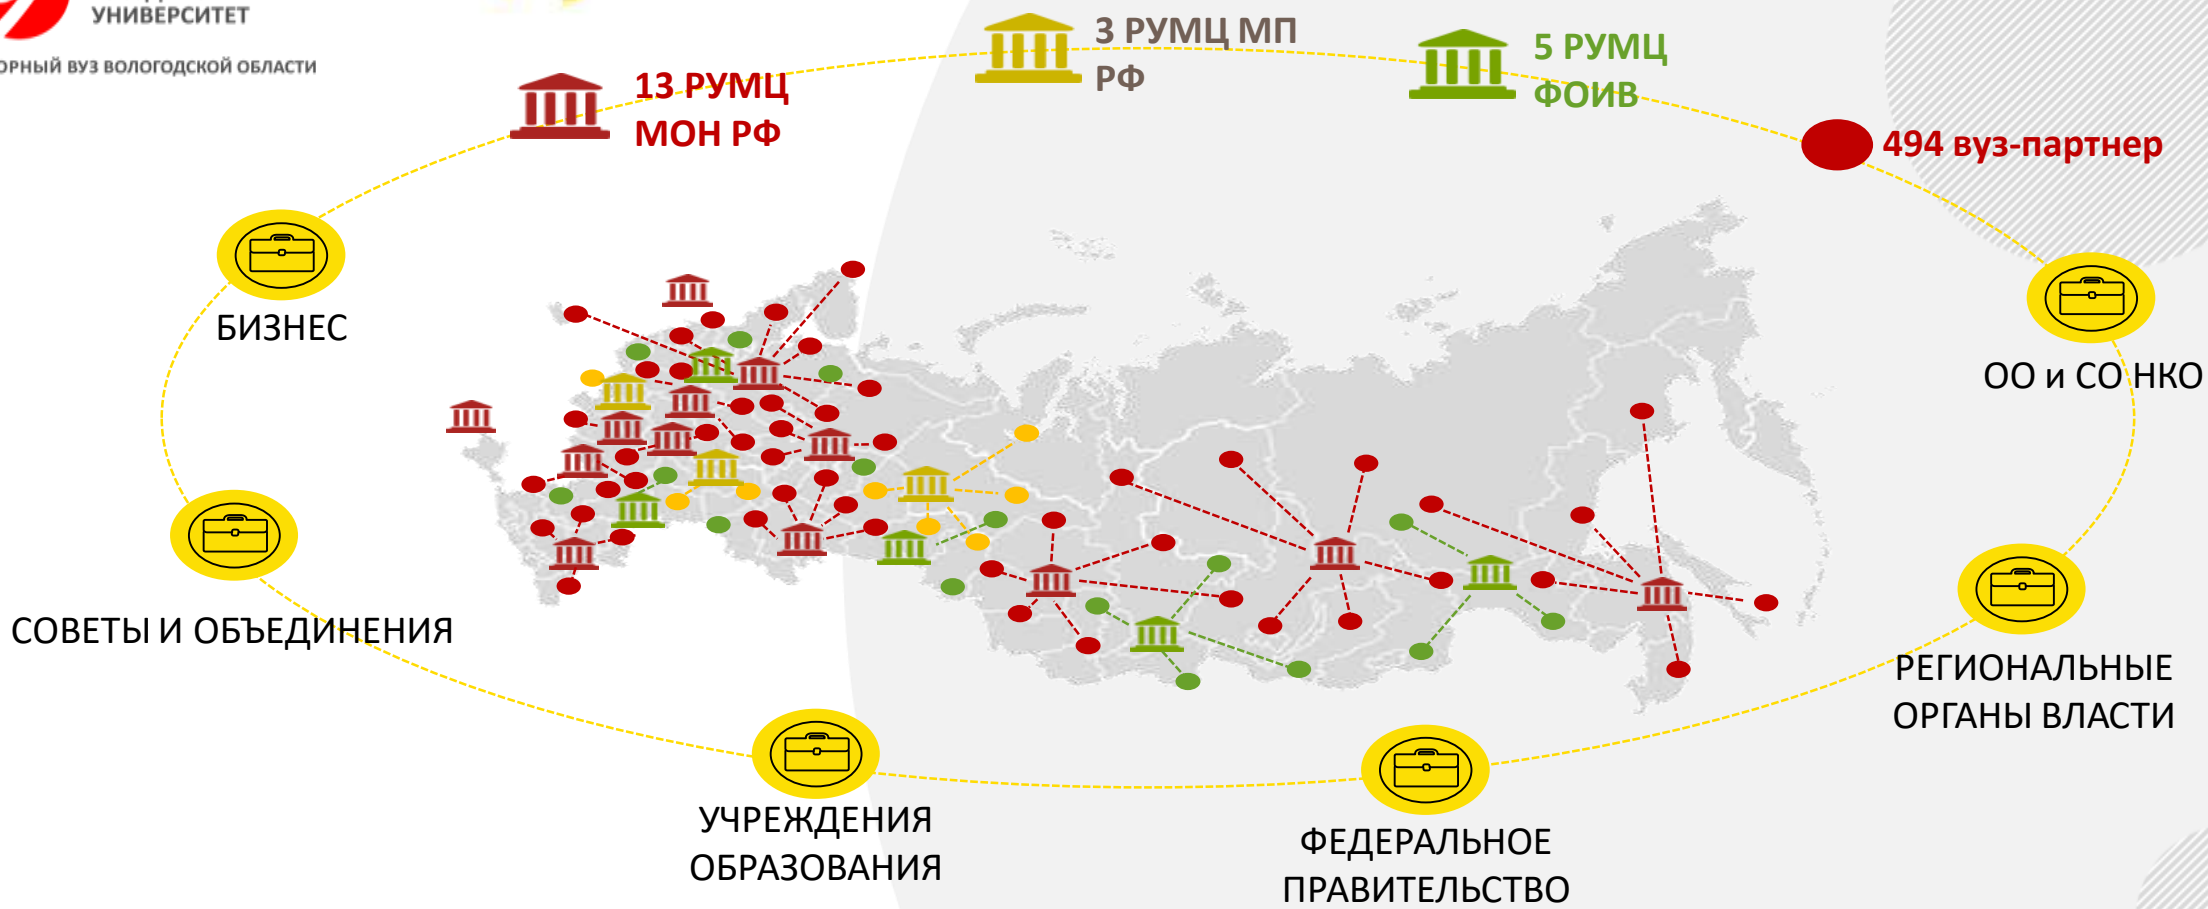 УНИВЕРСИТЕТ
ОРНЫЙ ВУЗ ВОЛОГОДСКОЙ ОБЛАСТИ
13 РУМЦ
МОН РФ
3 РУМЦ МП
РФ
5 РУМЦ
ФОИВ
494 вуз-партнер
БИЗНЕС
ОО и СО НКО
СОВЕТЫ И ОБЪЕДИНЕНИЯ
РЕГИОНАЛЬНЫЕ
ОРГАНЫ ВЛАСТИ
УЧРЕЖДЕНИЯ
ОБРАЗОВАНИЯ
ФЕДЕРАЛЬНОЕ
ПРАВИТЕЛЬСТВО